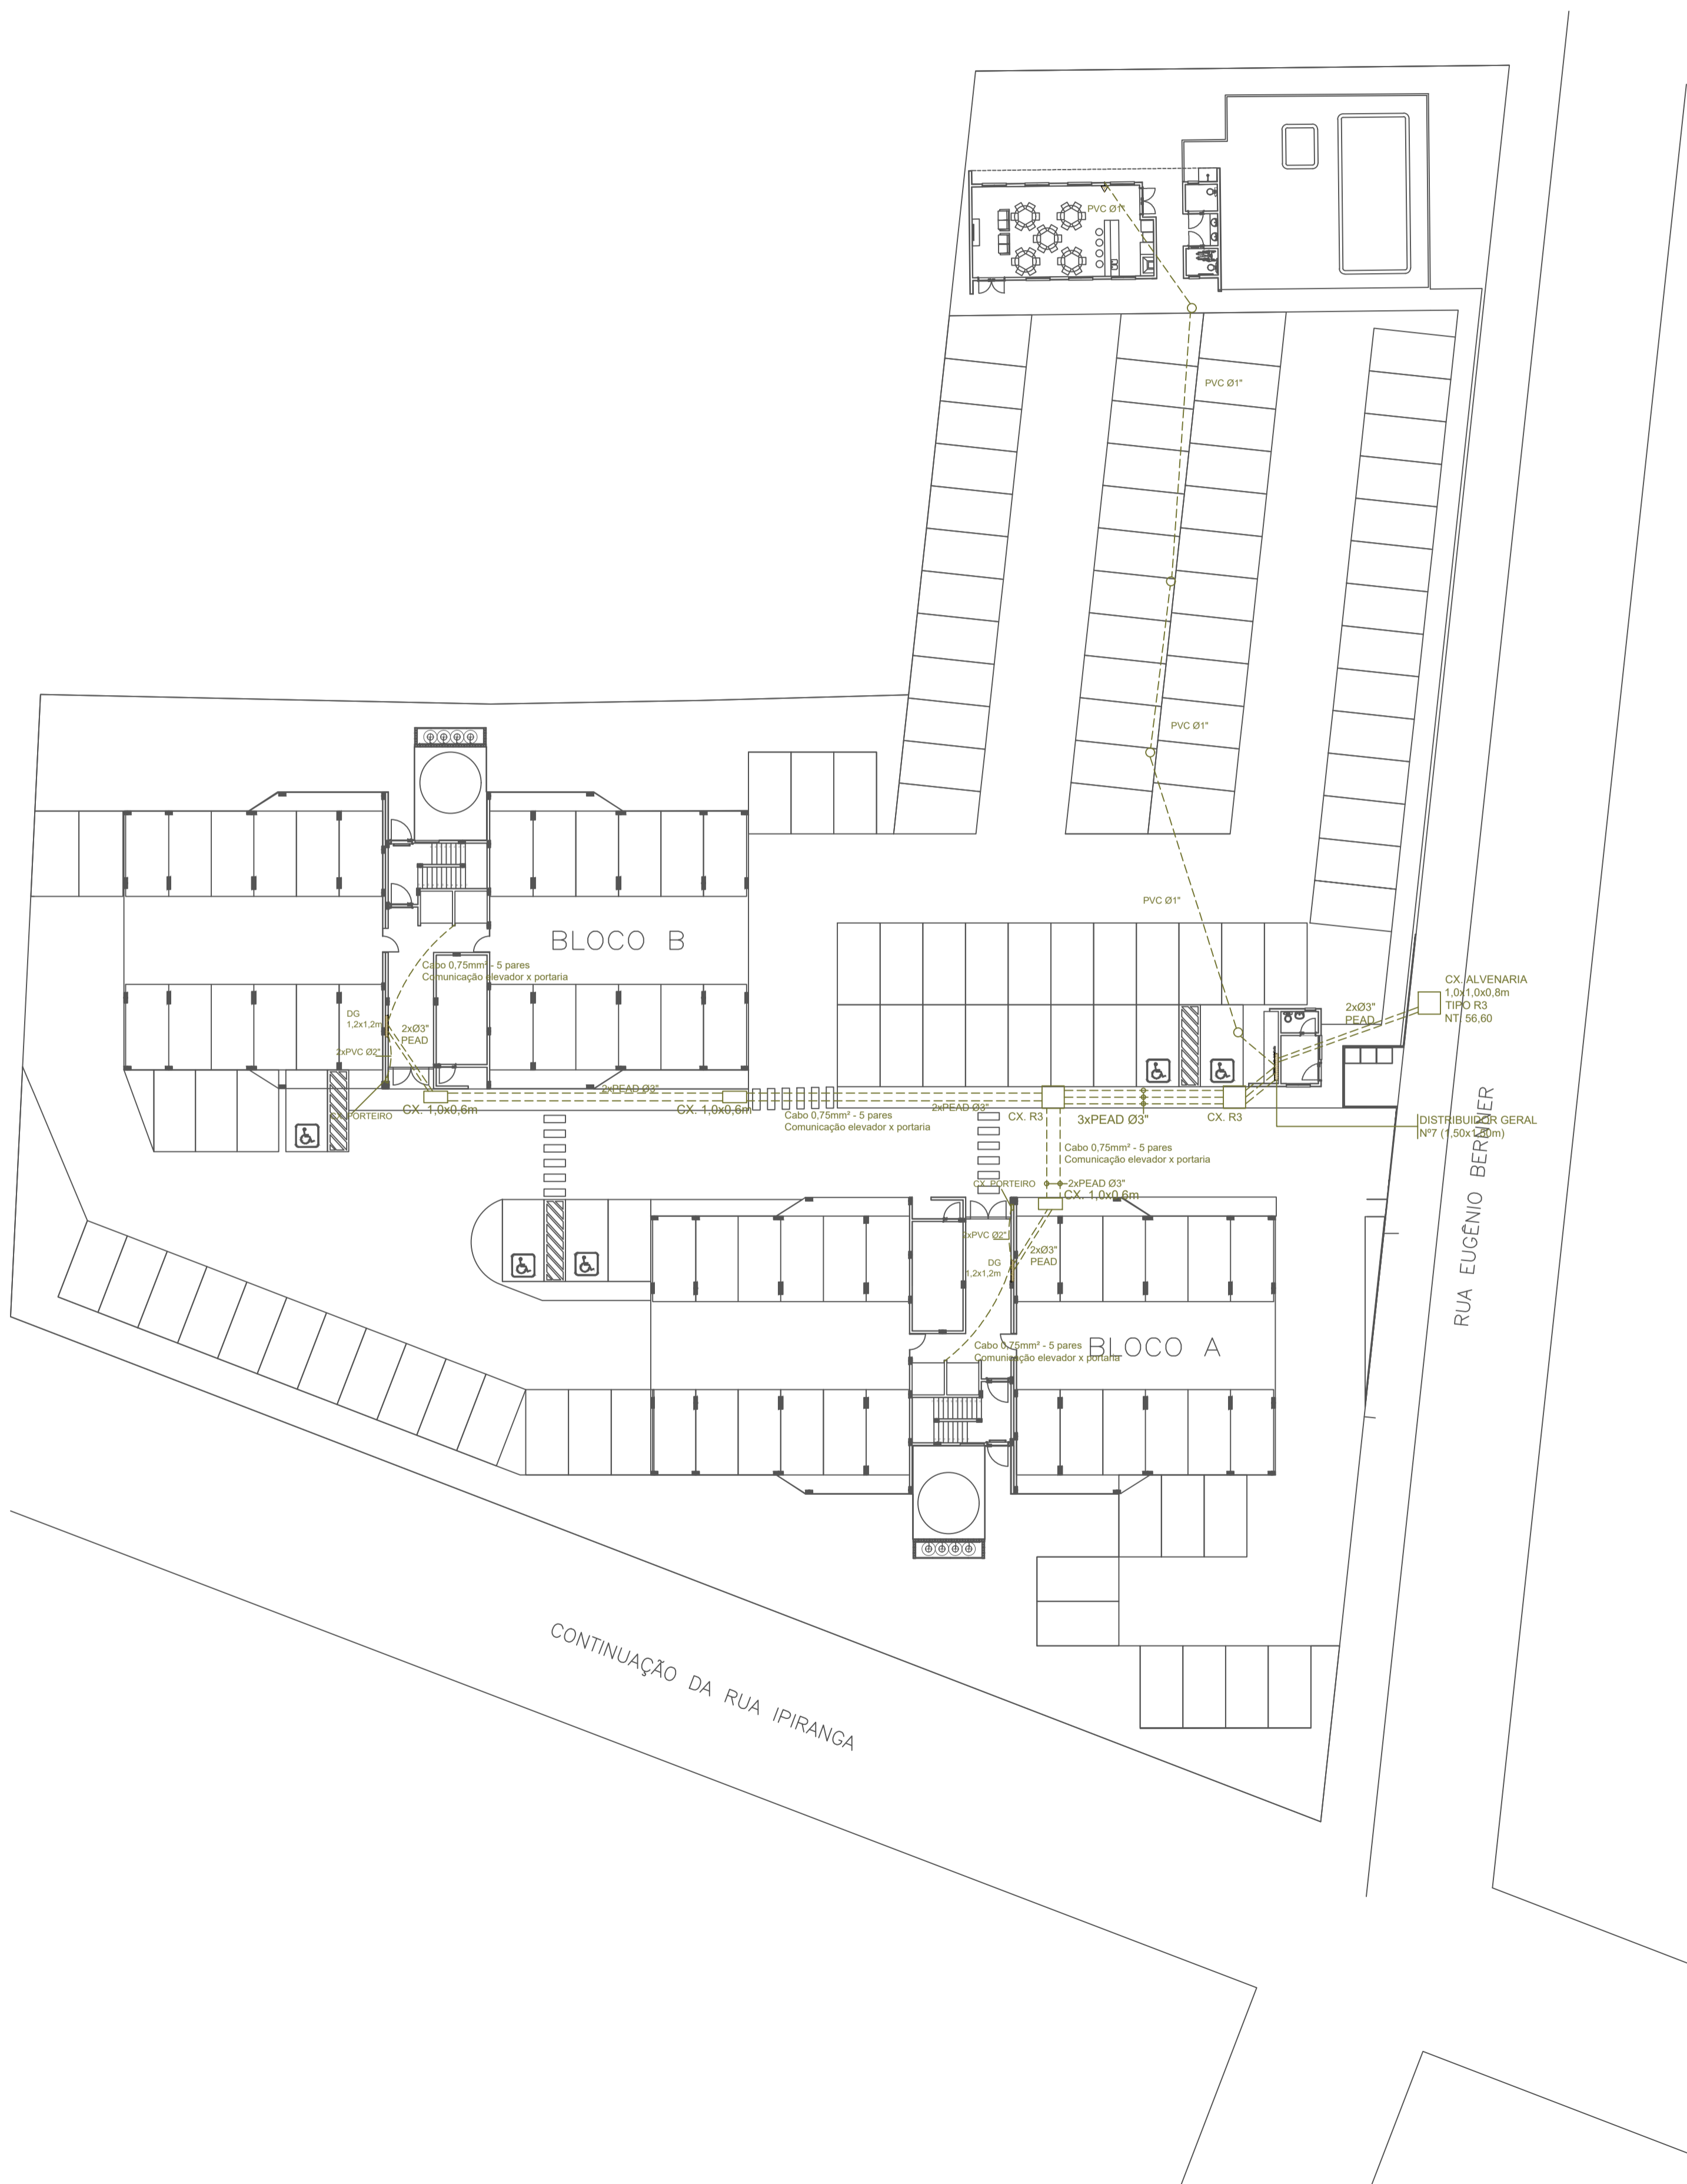 PVC Ø1"
PVC Ø1"
PVC Ø1"
PVC Ø1"
BLOCO B
Cabo 0,75mm² - 5 pares
Comunicação elevador x portaria
DG
1,2x1,2m
2xØ3"
PEAD
2xPVC Ø2"
CX. PORTEIRO
CX. 1,0x0,6m
2xPEAD Ø3"
CX. 1,0x0,6m
Cabo 0,75mm² - 5 pares
Comunicação elevador x portaria
2xPEAD Ø3"
CX. R3
3xPEAD Ø3"
CX. R3
2xØ3"
PEAD
CX. ALVENARIA
1,0x1,0x0,8m
TIPO R3
NT: 56,60
DISTRIBUIDOR GERAL
Nº7 (1,50x1,50m)
Cabo 0,75mm² - 5 pares
Comunicação elevador x portaria
CX. PORTEIRO
2xPEAD Ø3"
CX. 1,0x0,6m
2xPVC Ø2"
DG
1,2x1,2m
2xØ3"
PEAD
Cabo 0,75mm² - 5 pares
Comunicação elevador x portaria
BLOCO A
RUA EUGÊNIO BERNNER
CONTINUAÇÃO DA RUA IPIRANGA